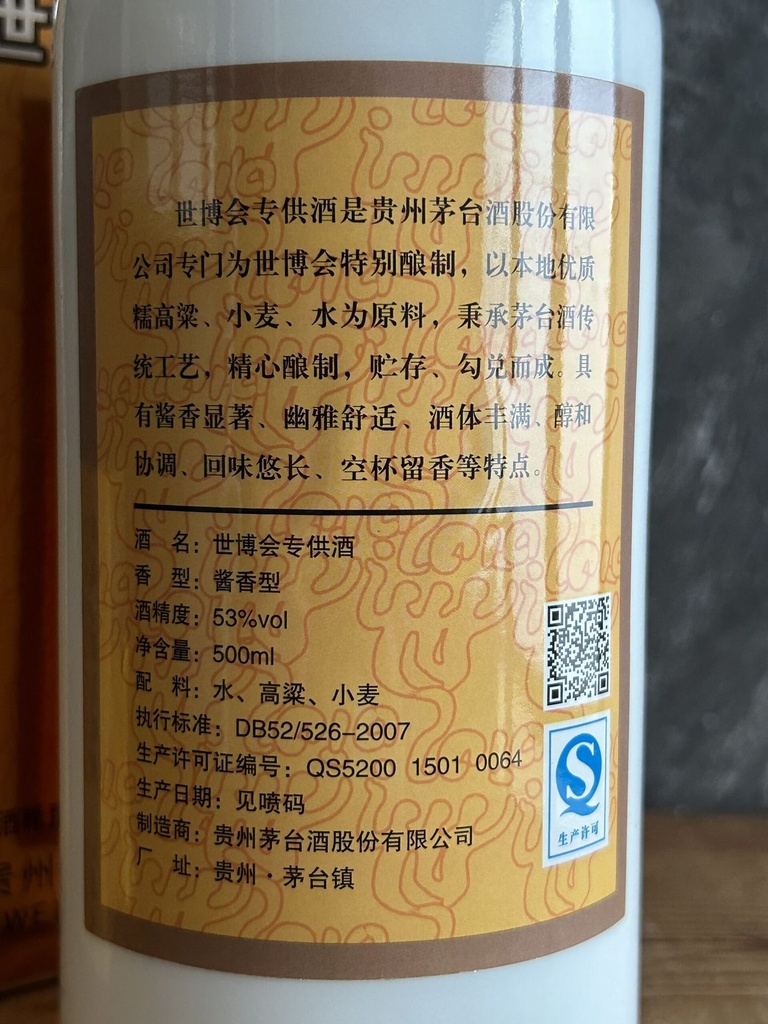 世博会专供酒是贵州茅台酒股份有限
公司专门为世博会特别酿制，以本地优质
糯高粱、小麦、水为原料，秉承茅台酒传
统工艺，精心酿制，贮存、勾兑而成。具
有酱香显著、幽雅舒适、酒体丰满、醇和
协调、回味悠长、空杯留香等特点。
酒 名：世博会专供酒
香 型：酱香型
酒精度：53%vol
净含量：500ml
配 料：水、高粱、小麦
执行标准：DB52/526-2007
生产许可证编号：QS5200 1501 0064
生产日期：见喷码
制造商：贵州茅台酒股份有限公司
厂 址：贵州·茅台镇
生产许可
贵州